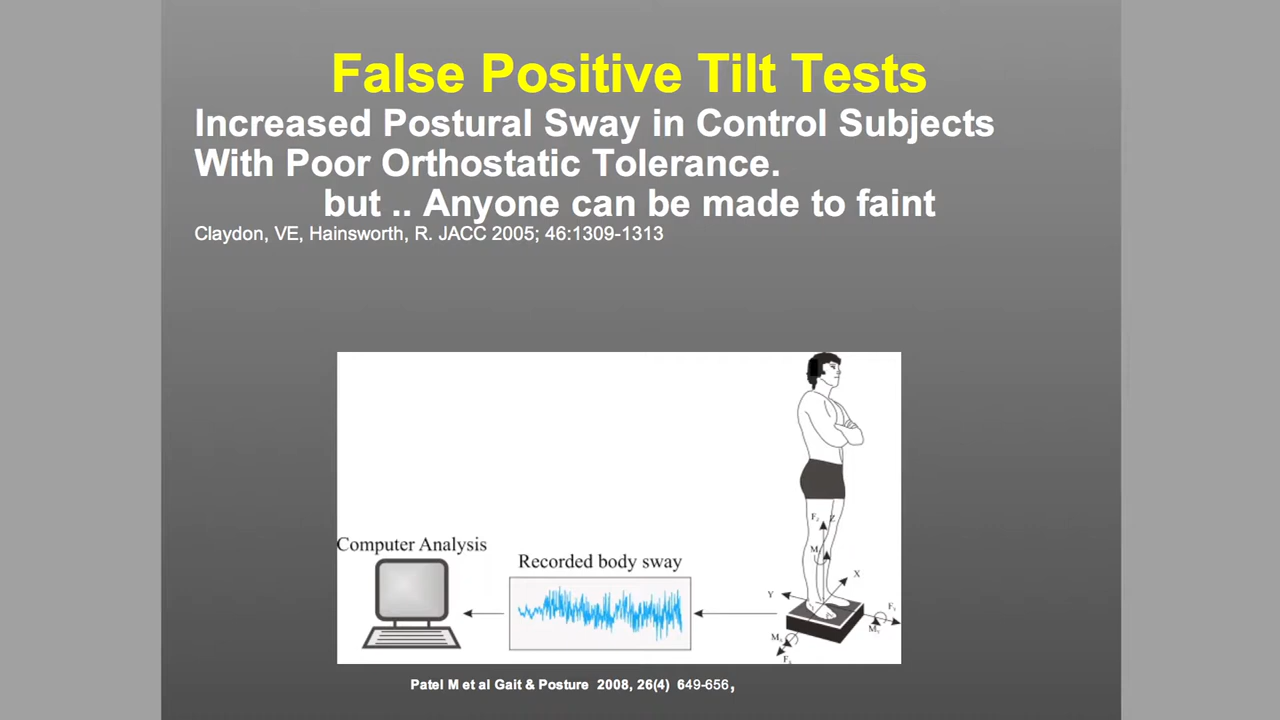 False Positive Tilt Tests
Increased Postural Sway in Control Subjects
With Poor Orthostatic Tolerance.
but .. Anyone can be made to faint
Claydon, VE, Hainsworth, R. JACC 2005; 46:1309-1313
Computer Analysis
Recorded body sway
F
Z
M
X
Y
F
M
M
F
Patel M et al Gait & Posture 2008, 26(4) 649-656,